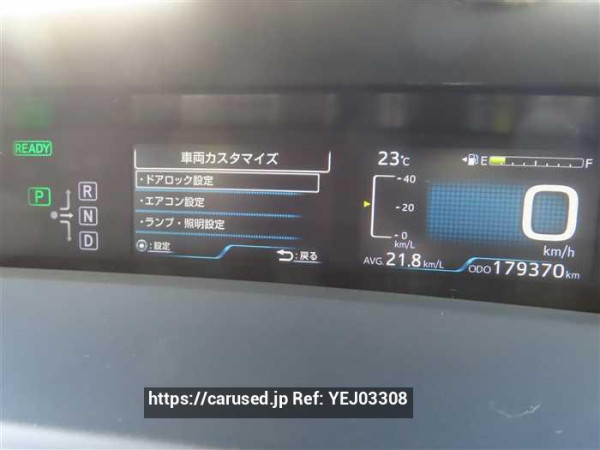 READY
P
R
N
D
車両カスタマイズ
・ドアロック設定
・エアコン設定
・ランプ・照明設定
:設定
:戻る
23℃
40
20
0
km/L
AVG. 21.8 km/L
E F
0
km/h
ODO 179370 km
https://carused.jp Ref: YEJ03308